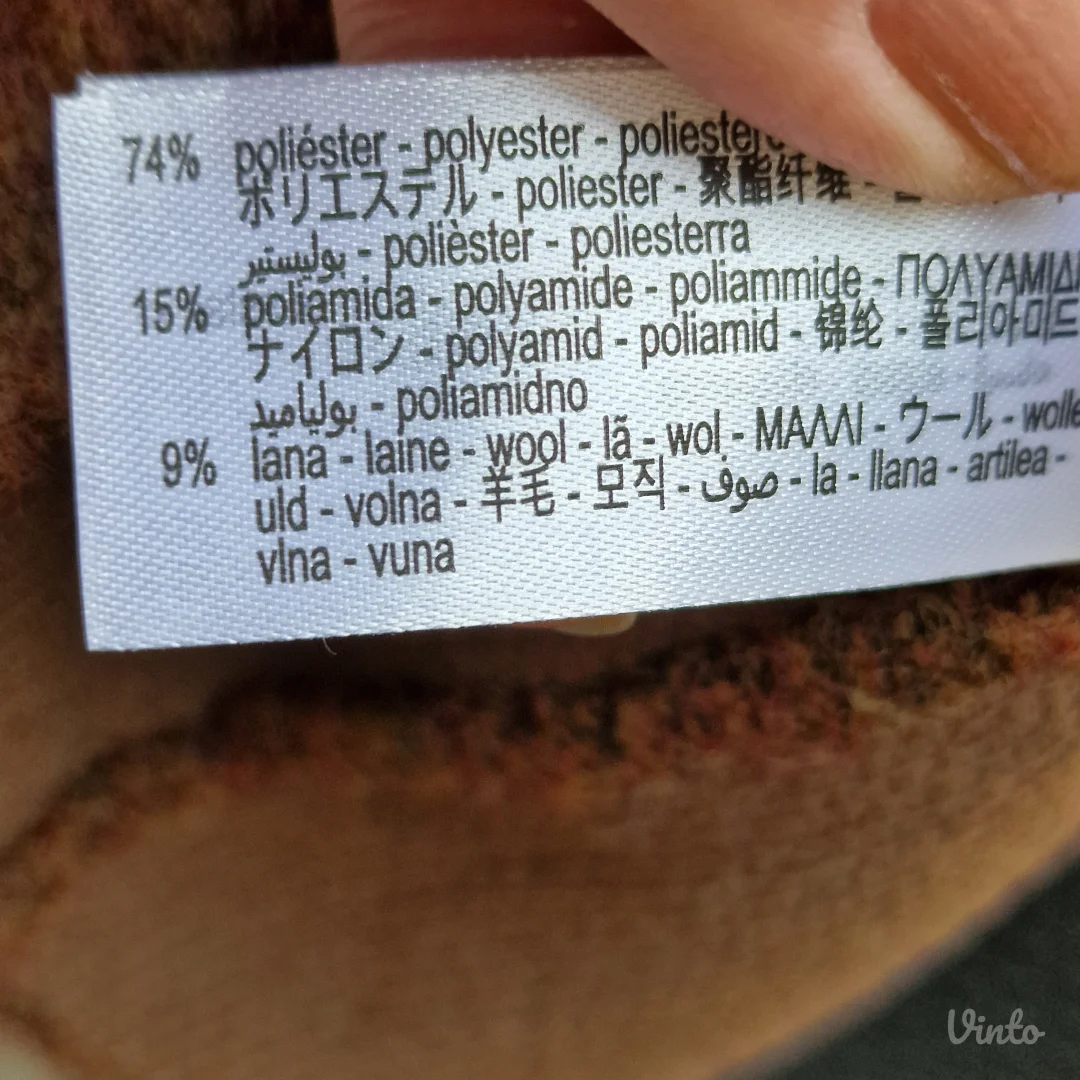 74% poliéster - polyester - poliester
ポリエステル - poliester - 聚酯纤维 -
بوليستير - polièster - poliesterra
15% poliamida - polyamide - poliammide - ΠΟΛΥΑΜΙΔ
ナイロン - polyamid - poliamid - 锦纶 - 폴리아미드
بولياميد - poliamidno
9% lana - laine - wool - lã - wol - ΜΑΛΛΙ - ウール - wolle
uld - volna - 羊毛 - 모직 - صوف - la - llana - artilea -
vlna - vuna
Vinto